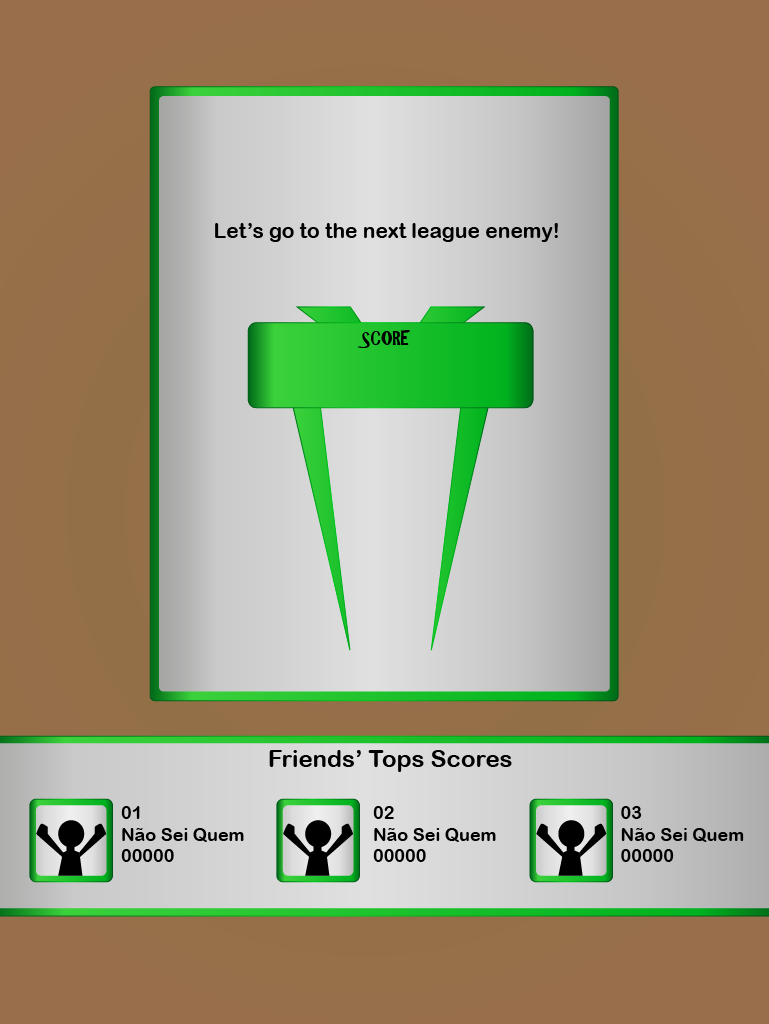 Let’s go to the next league enemy!
SCORE
Friends’ Tops Scores
01
Não Sei Quem
00000
02
Não Sei Quem
00000
03
Não Sei Quem
00000